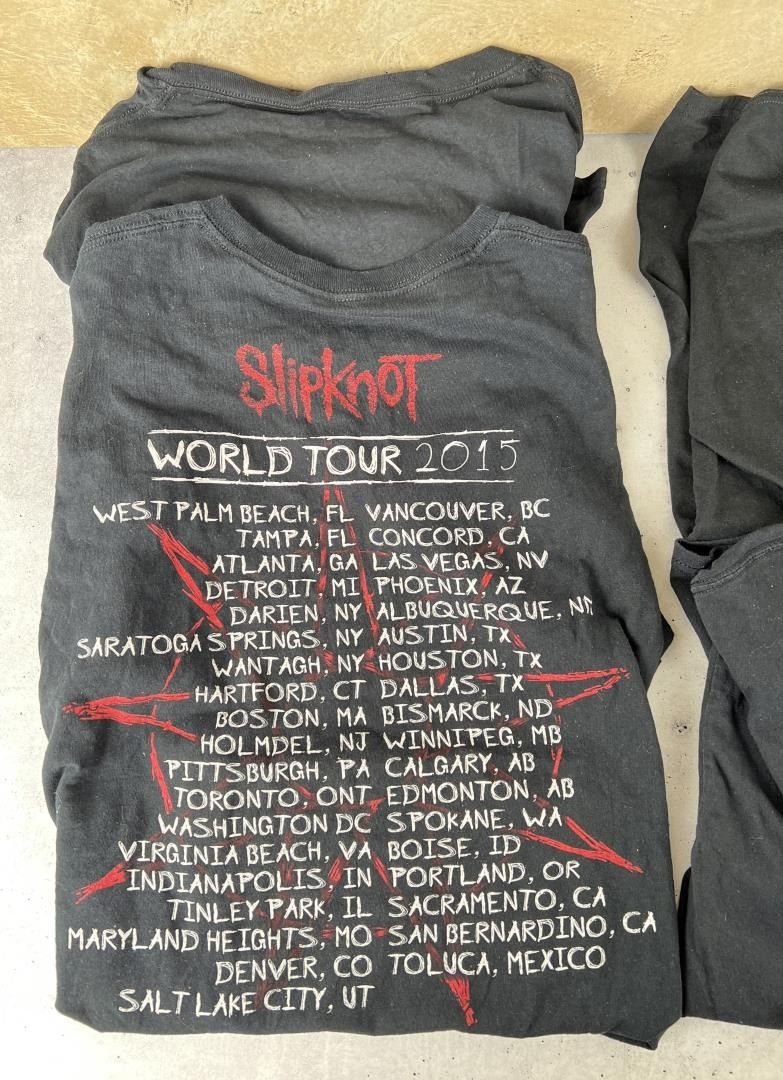 SlipKnoT
WORLD TOUR 2015
WEST PALM BEACH, FL VANCOUVER, BC
TAMPA, FL CONCORD, CA
ATLANTA, GA LAS VEGAS, NV
DETROIT, MI PHOENIX, AZ
DARIEN, NY ALBUQUERQUE, NM
SARATOGA SPRINGS, NY AUSTIN, TX
WANTAGH, NY HOUSTON, TX
HARTFORD, CT DALLAS, TX
BOSTON, MA BISMARCK, ND
HOLMDEL, NJ WINNIPEG, MB
PITTSBURGH, PA CALGARY, AB
TORONTO, ONT EDMONTON, AB
WASHINGTON DC SPOKANE, WA
VIRGINIA BEACH, VA BOISE, ID
INDIANAPOLIS, IN PORTLAND, OR
TINLEY PARK, IL SACRAMENTO, CA
MARYLAND HEIGHTS, MO SAN BERNARDINO, CA
DENVER, CO TOLUCA, MEXICO
SALT LAKE CITY, UT